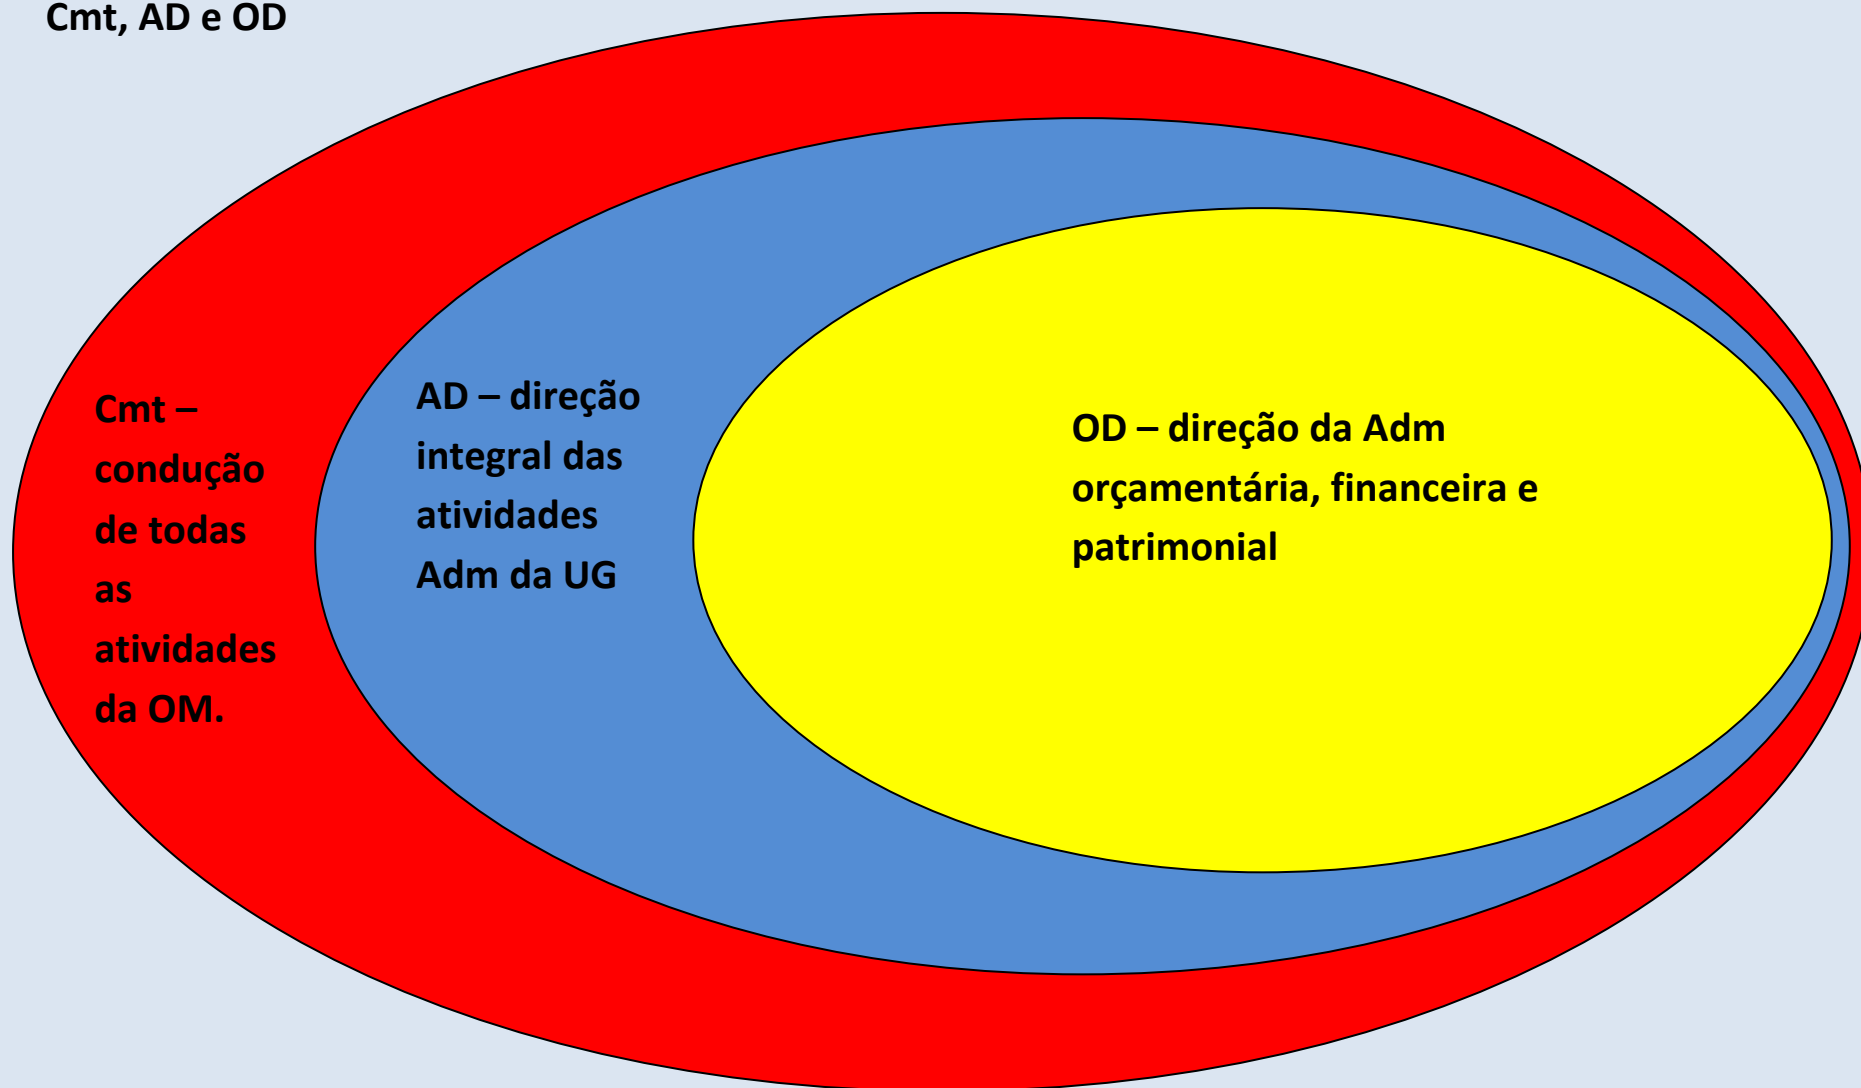 Cmt, AD e OD
Cmt –
condução
de todas
as
atividades
da OM.
AD – direção
integral das
atividades
Adm da UG
OD – direção da Adm
orçamentária, financeira e
patrimonial